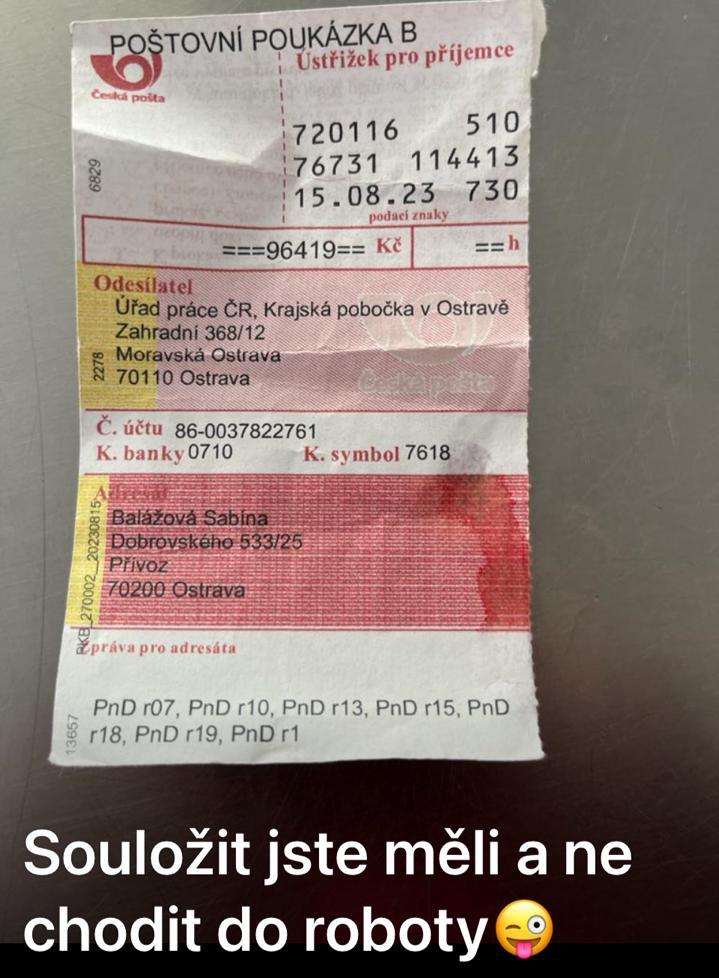 POŠTOVNÍ POUKÁZKA B
Ústřižek pro příjemce
Česká pošta
720116 510
76731 114413
15.08.23 730
podací znaky
6829
===96419== Kč ==h
Odesílatel
Úřad práce ČR, Krajská pobočka v Ostravě
Zahradní 368/12
Moravská Ostrava
70110 Ostrava
2278
Česká pošta
Č. účtu 86-0037822761
K. banky 0710 K. symbol 7618
Adresát
Balážová Sabina
Dobrovského 533/25
Přívoz
70200 Ostrava
PKB_270002_20230815
Zpráva pro adresáta
PnD r07, PnD r10, PnD r13, PnD r15, PnD
r18, PnD r19, PnD r1
13657
Souložit jste měli a ne
chodit do roboty😜